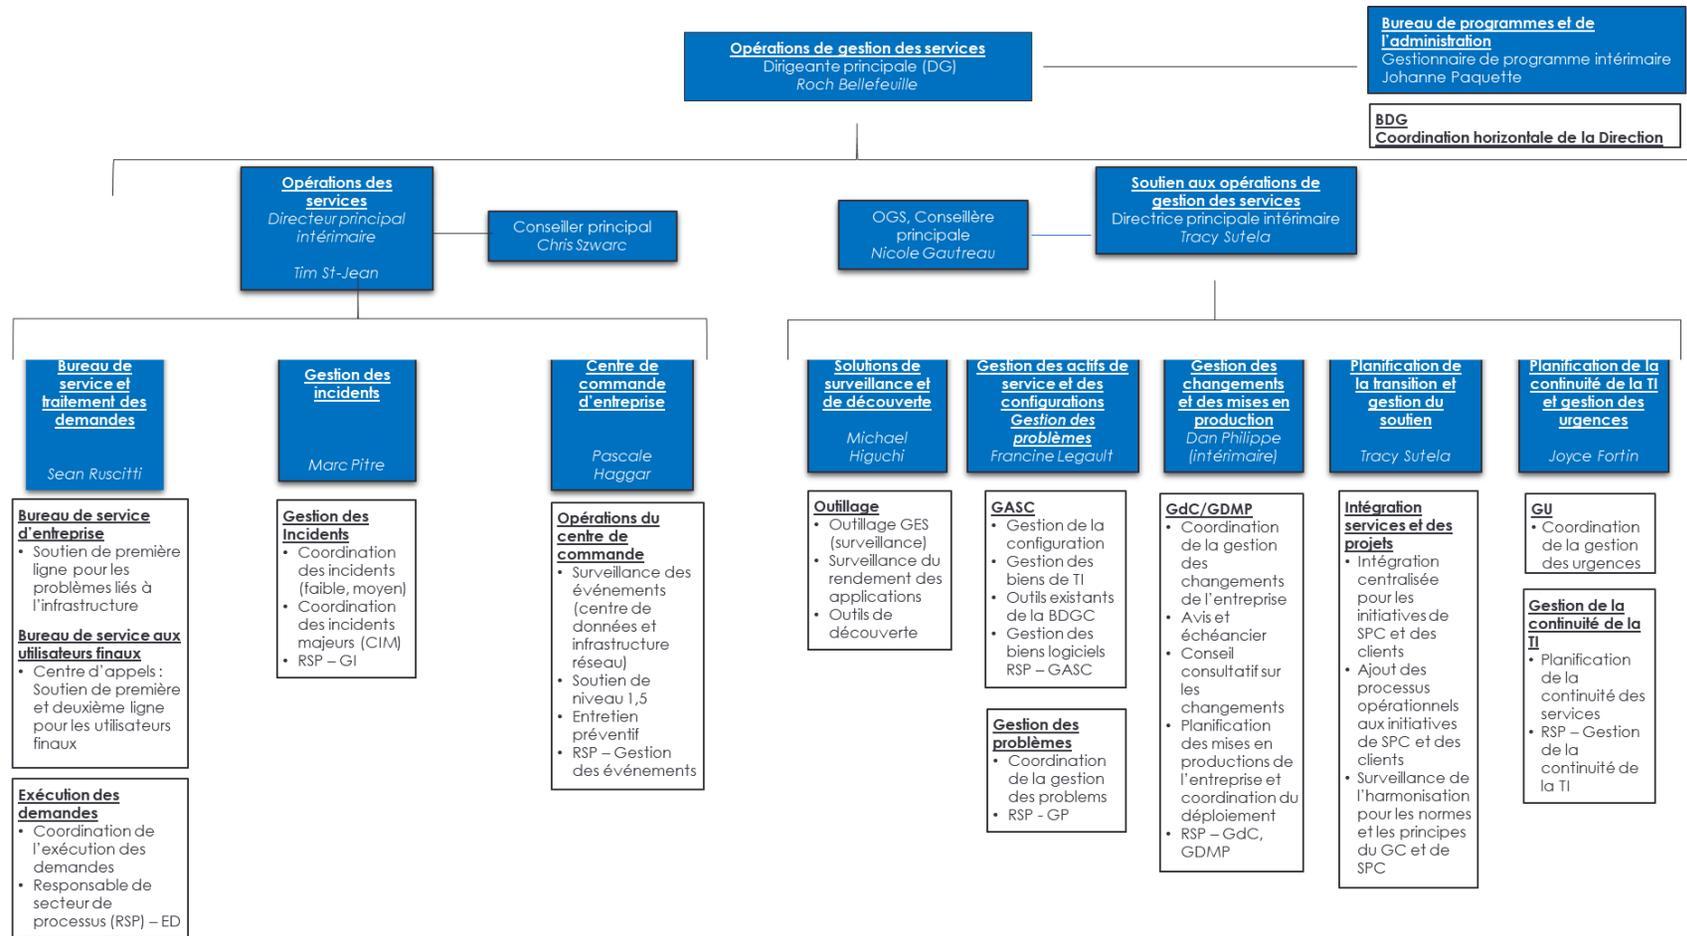 Opérations de gestion des services
Dirigeante principale (DG)
Roch Bellefeuille
Bureau de programmes et de
l'administration
Gestionnaire de programme intérimaire
Johanne Paquette
BDG
Coordination horizontale de la Direction
Opérations des
services
Directeur principal
intérimaire
Tim St-Jean
Conseiller principal
Chris Szwarc
OGS, Conseillère
principale
Nicole Gautreau
Soutien aux opérations de
gestion des services
Directrice principale intérimaire
Tracy Sutela
Bureau de
service et
traitement des
demandes
Sean Ruscitti
Gestion des
incidents
Marc Pitre
Centre de
commande
d'entreprise
Pascale
Haggar
Solutions de
surveillance et
de découverte
Michael
Higuchi
Gestion des actifs de
service et des
configurations
Gestion des
problèmes
Francine Legault
Gestion des
changements
et des mises en
production
Dan Philippe
(intérimaire)
Planification de
la transition et
gestion du
soutien
Tracy Sutela
Planification de la
continuité de la TI
et gestion des
urgences
Joyce Fortin
Bureau de service
d'entreprise
• Soutien de première
ligne pour les
problèmes liés à
l'infrastructure
Bureau de service aux
utilisateurs finaux
• Centre d'appels :
Soutien de première
et deuxième ligne
pour les utilisateurs
finaux
Exécution des
demandes
• Coordination de
l'exécution des
demandes
• Responsable de
secteur de
processus (RSP) – ED
Gestion des
Incidents
• Coordination
des incidents
(faible, moyen)
• Coordination
des incidents
majeurs (CIM)
• RSP – GI
Opérations du
centre de
commande
• Surveillance des
événements
(centre de
données et
infrastructure
réseau)
• Soutien de
niveau 1,5
• Entretien
préventif
• RSP – Gestion
des événements
Outillage
• Outillage GES
(surveillance)
• Surveillance du
rendement des
applications
• Outils de
découverte
GASC
• Gestion de la
configuration
• Gestion des
biens de TI
• Outils existants
de la BDGC
• Gestion des
biens logiciels
RSP – GASC
Gestion des
problèmes
• Coordination
de la gestion
des problems
• RSP - GP
GdC/GDMP
• Coordination
de la gestion
des
changements
de l'entreprise
• Avis et
échéancier
• Conseil
consultatif sur
les
changements
• Planification
des mises en
productions de
l'entreprise et
coordination du
déploiement
• RSP – GdC,
GDMP
Intégration
services et des
projets
• Intégration
centralisée
pour les
initiatives de
SPC et des
clients
• Ajout des
processus
opérationnels
aux initiatives
de SPC et des
clients
• Surveillance de
l'harmonisation
pour les normes
et les principes
du GC et de
SPC
GU
• Coordination
de la gestion
des urgences
Gestion de la
continuité de la
TI
• Planification
de la
continuité des
services
• RSP – Gestion
de la
continuité de
la TI